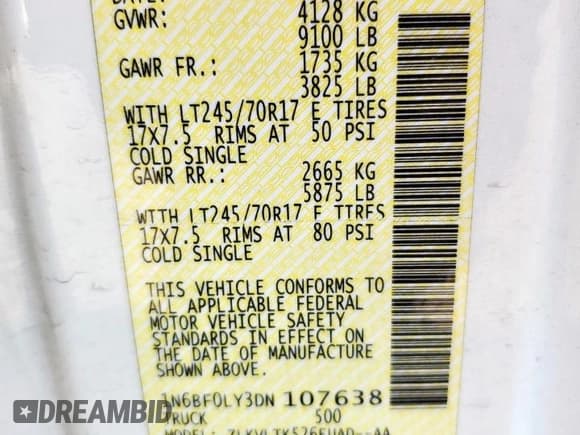 GVWR: 4128 KG
9100 LB
GAWR FR.: 1735 KG
3825 LB
WITH LT245/70R17 E TIRES
17X7.5 RIMS AT 50 PSI
COLD SINGLE
GAWR RR.: 2665 KG
5875 LB
WITH LT245/70R17 E TIRES
17X7.5 RIMS AT 80 PSI
COLD SINGLE
THIS VEHICLE CONFORMS TO
ALL APPLICABLE FEDERAL
MOTOR VEHICLE SAFETY
STANDARDS IN EFFECT ON
THE DATE OF MANUFACTURE
SHOWN ABOVE.
1N6BF0LY3DN 107638
TRUCK 500
MODEL:
DREAMBID